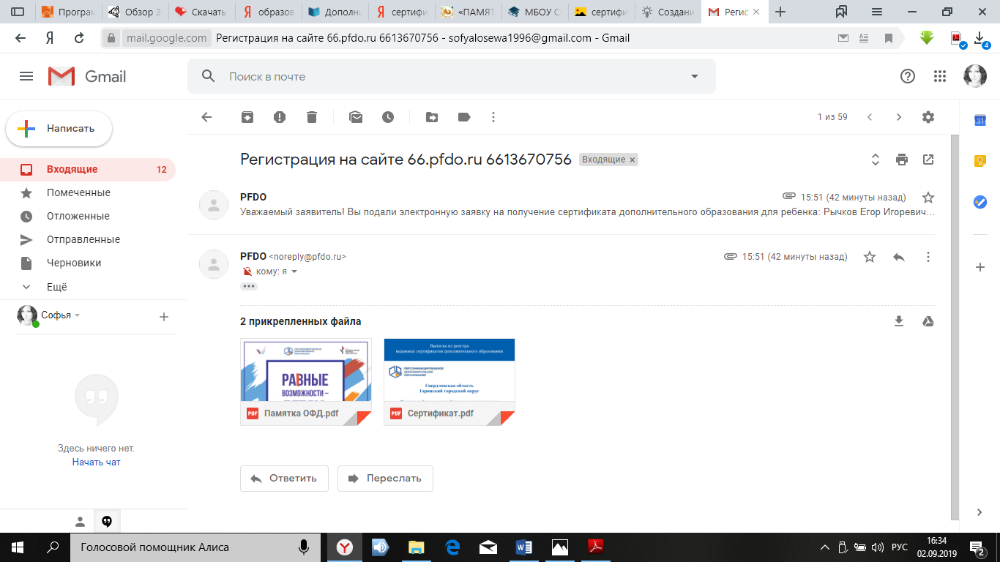 Програм
Обзор З
Скачать
образов
Дополн
сертифи
«ПАМЯТ
МБОУ С
сертифи
Создани
Регис
mail.google.com Регистрация на сайте 66.pfdo.ru 6613670756 - sofyalosewa1996@gmail.com - Gmail
4
Gmail
Поиск в почте
Написать
1 из 59
31
Входящие 12
Помеченные
Отложенные
Отправленные
Черновики
Ещё
Софья
Здесь ничего нет.
Начать чат
Регистрация на сайте 66.pfdo.ru 6613670756 Входящие
PFDO 15:51 (42 минуты назад)
Уважаемый заявитель! Вы подали электронную заявку на получение сертификата дополнительного образования для ребенка: Рычков Егор Игоревич...
PFDO <noreply@pfdo.ru> 15:51 (42 минуты назад)
кому: я
2 прикрепленных файла
РАВНЫЕ
ВОЗМОЖНОСТИ –
PDF Памятка ОФД.pdf
Выписка из реестра
выданных сертификатов дополнительного образования
ПЕРСОНИФИЦИРОВАННОЕ
ДОПОЛНИТЕЛЬНОЕ
ОБРАЗОВАНИЕ
Свердловская область
Гаринский городской округ
PDF Сертификат.pdf
Ответить
Переслать
Голосовой помощник Алиса
РУС
16:34
02.09.2019
2